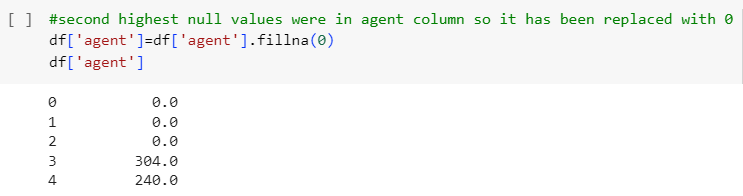 [ ] #second highest null values were in agent column so it has been replaced with 0
df['agent']=df['agent'].fillna(0)
df['agent']
0 0.0
1 0.0
2 0.0
3 304.0
4 240.0